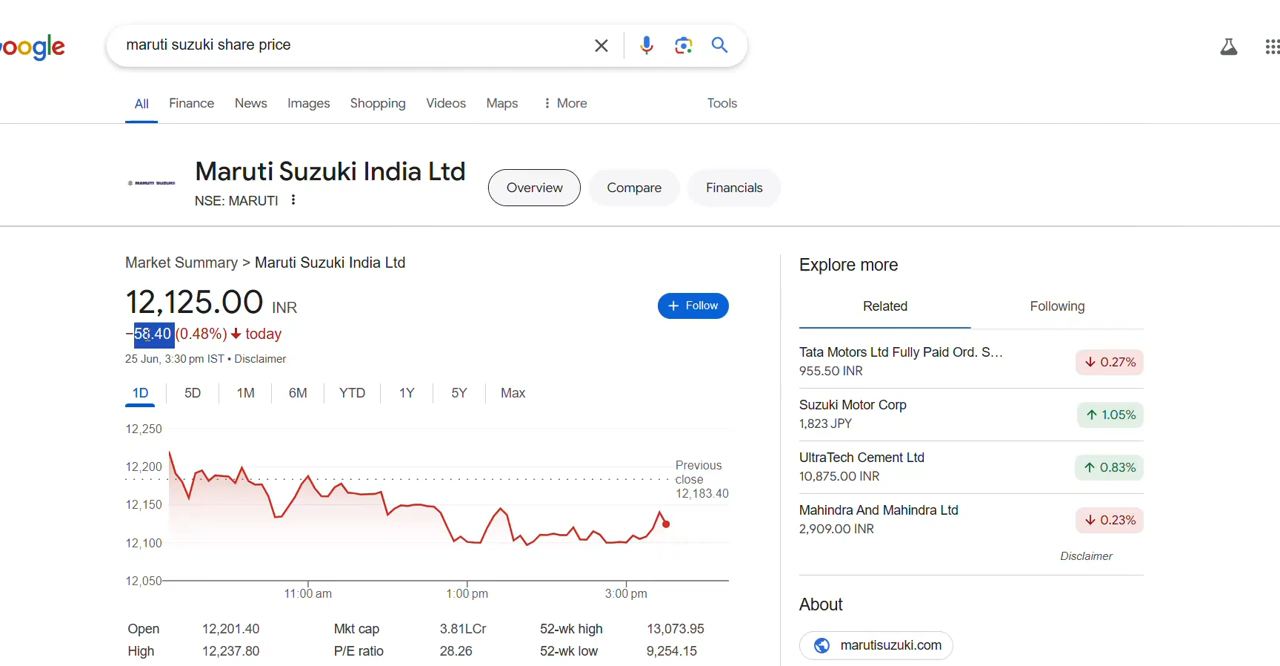 oogle
maruti suzuki share price
All Finance News Images Shopping Videos Maps More Tools
MARUTI SUZUKI
Maruti Suzuki India Ltd
NSE: MARUTI
Overview Compare Financials
Market Summary > Maruti Suzuki India Ltd
12,125.00 INR
+ Follow
−58.40 (0.48%) ↓ today
25 Jun, 3:30 pm IST • Disclaimer
1D 5D 1M 6M YTD 1Y 5Y Max
12,250
12,200
12,150
12,100
12,050
Previous
close
12,183.40
11:00 am 1:00 pm 3:00 pm
Open 12,201.40 Mkt cap 3.81LCr 52-wk high 13,073.95
High 12,237.80 P/E ratio 28.26 52-wk low 9,254.15
Explore more
Related Following
Tata Motors Ltd Fully Paid Ord. S…
955.50 INR
↓ 0.27%
Suzuki Motor Corp
1,823 JPY
↑ 1.05%
UltraTech Cement Ltd
10,875.00 INR
↑ 0.83%
Mahindra And Mahindra Ltd
2,909.00 INR
↓ 0.23%
Disclaimer
About
marutisuzuki.com